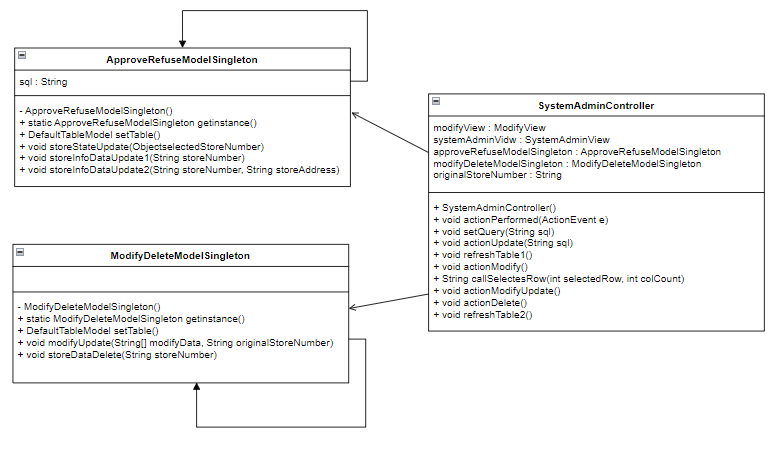 ApproveRefuseModelSingleton
sql : String
- ApproveRefuseModelSingleton()
+ static ApproveRefuseModelSingleton getinstance()
+ DefaultTableModel setTable()
+ void storeStateUpdate(ObjectselectedStoreNumber)
+ void storeInfoDataUpdate1(String storeNumber)
+ void storeInfoDataUpdate2(String storeNumber, String storeAddress)
SystemAdminController
modifyView : ModifyView
systemAdminVidw : SystemAdminView
approveRefuseModelSingleton : ApproveRefuseModelSingleton
modifyDeleteModelSingleton : ModifyDeleteModelSingleton
originalStoreNumber : String
+ SystemAdminController()
+ void actionPerformed(ActionEvent e)
+ void setQuery(String sql)
+ void actionUpdate(String sql)
+ void refreshTable1()
+ void actionModify()
+ String callSelectesRow(int selectedRow, int colCount)
+ void actionModifyUpdate()
+ void actionDelete()
+ void refreshTable2()
ModifyDeleteModelSingleton
- ModifyDeleteModelSingleton()
+ static ModifyDeleteModelSingleton getinstance()
+ DefaultTableModel setTable()
+ void modifyUpdate(String[] modifyData, String originalStoreNumber)
+ void storeDataDelete(String storeNumber)